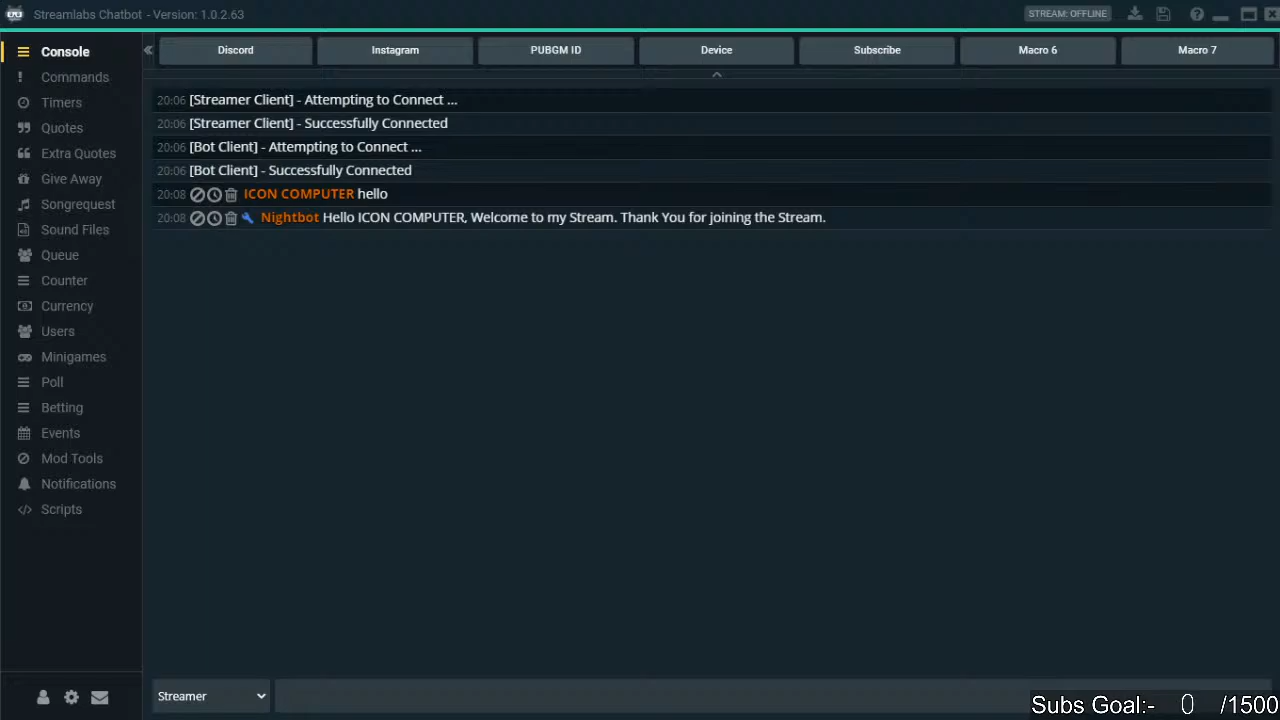 Streamlabs Chatbot - Version: 1.0.2.63
STREAM: OFFLINE
Console
Commands
Timers
Quotes
Extra Quotes
Give Away
Songrequest
Sound Files
Queue
Counter
Currency
Users
Minigames
Poll
Betting
Events
Mod Tools
Notifications
Scripts
Discord
Instagram
PUBGM ID
Device
Subscribe
Macro 6
Macro 7
20:06 [Streamer Client] - Attempting to Connect ...
20:06 [Streamer Client] - Successfully Connected
20:06 [Bot Client] - Attempting to Connect ...
20:06 [Bot Client] - Successfully Connected
20:08 ICON COMPUTER hello
20:08 Nightbot Hello ICON COMPUTER, Welcome to my Stream. Thank You for joining the Stream.
Streamer
Subs Goal:- 0 /1500